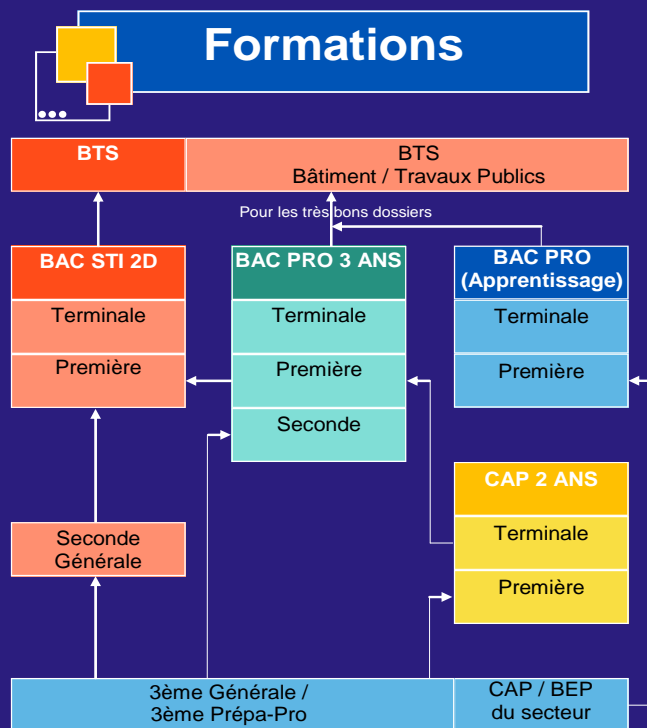 Formations
BTS
BTS
Bâtiment / Travaux Publics
Pour les très bons dossiers
BAC STI 2D
Terminale
Première
BAC PRO 3 ANS
Terminale
Première
Seconde
BAC PRO
(Apprentissage)
Terminale
Première
CAP 2 ANS
Terminale
Première
Seconde
Générale
3ème Générale /
3ème Prépa-Pro
CAP / BEP
du secteur